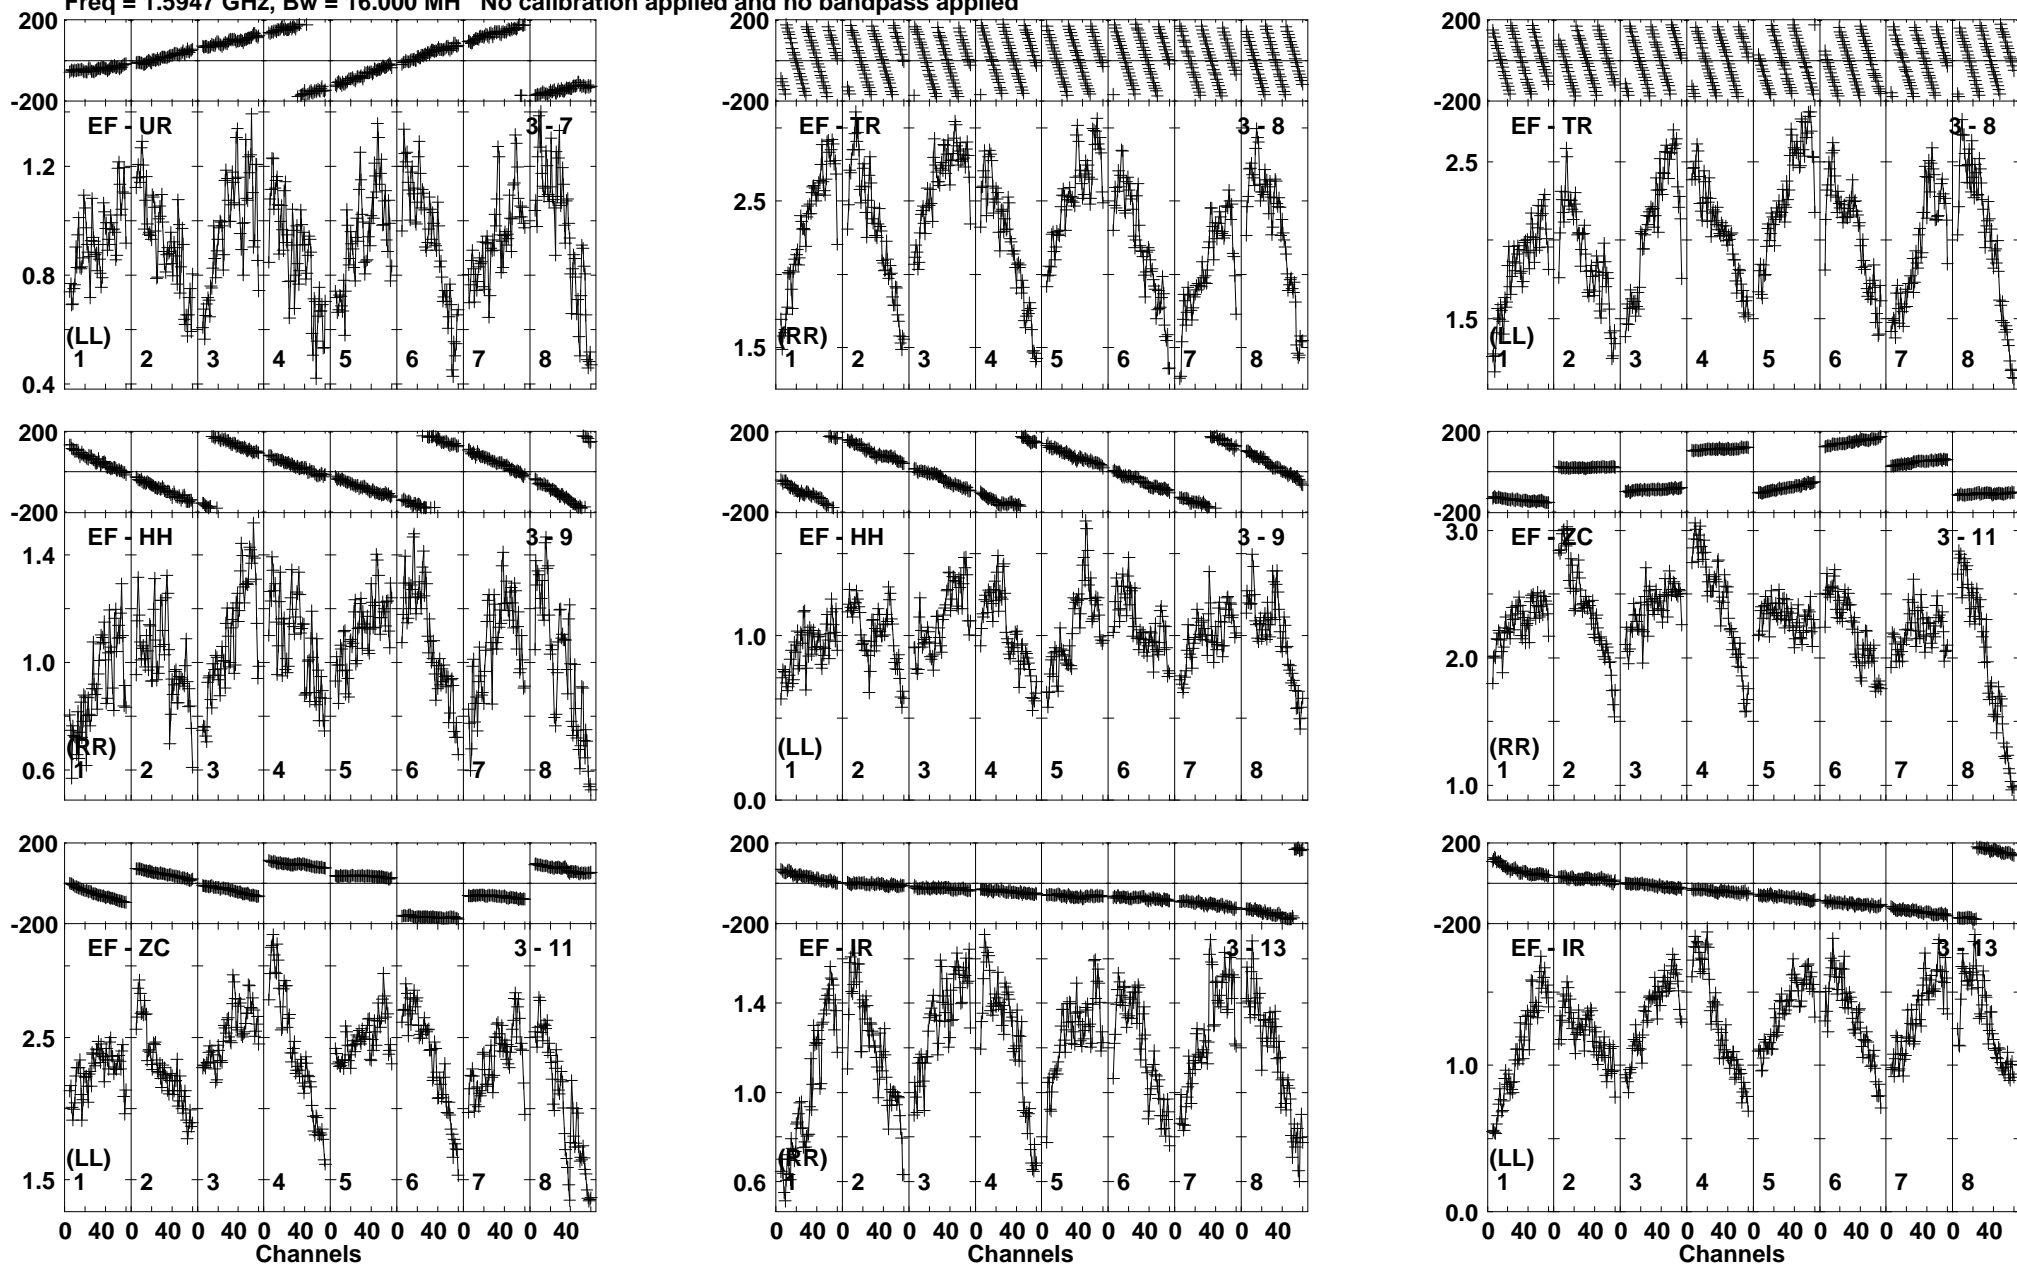 Freq = 1.5947 GHz, Bw = 16.000 MH   No calibration applied and no bandpass applied
200
-200
EF - UR 3 - 7
1.2
0.8
0.4
(LL)
1 2 3 4 5 6 7 8
200
-200
EF - TR 3 - 8
2.5
1.5
(RR)
1 2 3 4 5 6 7 8
200
-200
EF - TR 3 - 8
2.5
1.5
(LL)
1 2 3 4 5 6 7 8
200
-200
EF - HH 3 - 9
1.4
1.0
0.6
(RR)
1 2 3 4 5 6 7 8
200
-200
EF - HH 3 - 9
1.0
0.0
(LL)
1 2 3 4 5 6 7 8
200
-200
EF - ZC 3 - 11
3.0
2.0
1.0
(RR)
1 2 3 4 5 6 7 8
200
-200
EF - ZC 3 - 11
2.5
1.5
(LL)
1 2 3 4 5 6 7 8
0 40 0 40 0 40 0 40 0 40 0 40 0 40 0 40
Channels
200
-200
EF - IR 3 - 13
1.4
1.0
0.6
(RR)
1 2 3 4 5 6 7 8
0 40 0 40 0 40 0 40 0 40 0 40 0 40 0 40
Channels
200
-200
EF - IR 3 - 13
1.0
0.0
(LL)
1 2 3 4 5 6 7 8
0 40 0 40 0 40 0 40 0 40 0 40 0 40 0 40
Channels